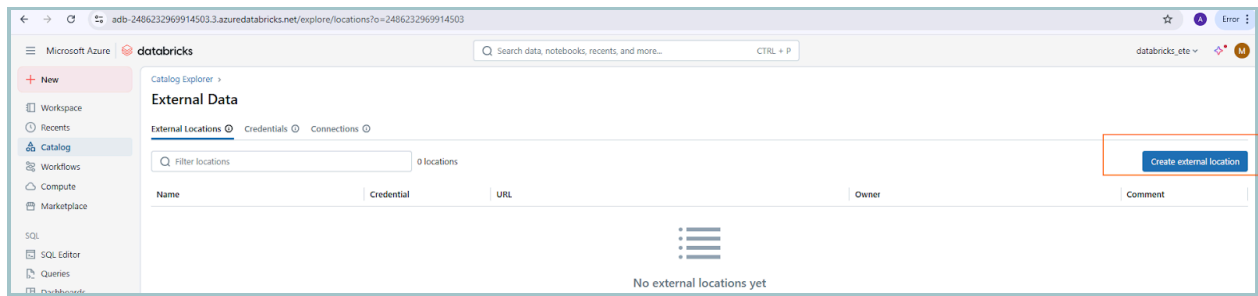 adb-2486232969914503.3.azuredatabricks.net/explore/locations?o=2486232969914503
A
Error
Microsoft Azure
databricks
Search data, notebooks, recents, and more...
CTRL + P
databricks_ete
M
New
Workspace
Recents
Catalog
Workflows
Compute
Marketplace
SQL
SQL Editor
Queries
Dashboards
Catalog Explorer >
External Data
External Locations
Credentials
Connections
Filter locations
0 locations
Create external location
Name
Credential
URL
Owner
Comment
No external locations yet